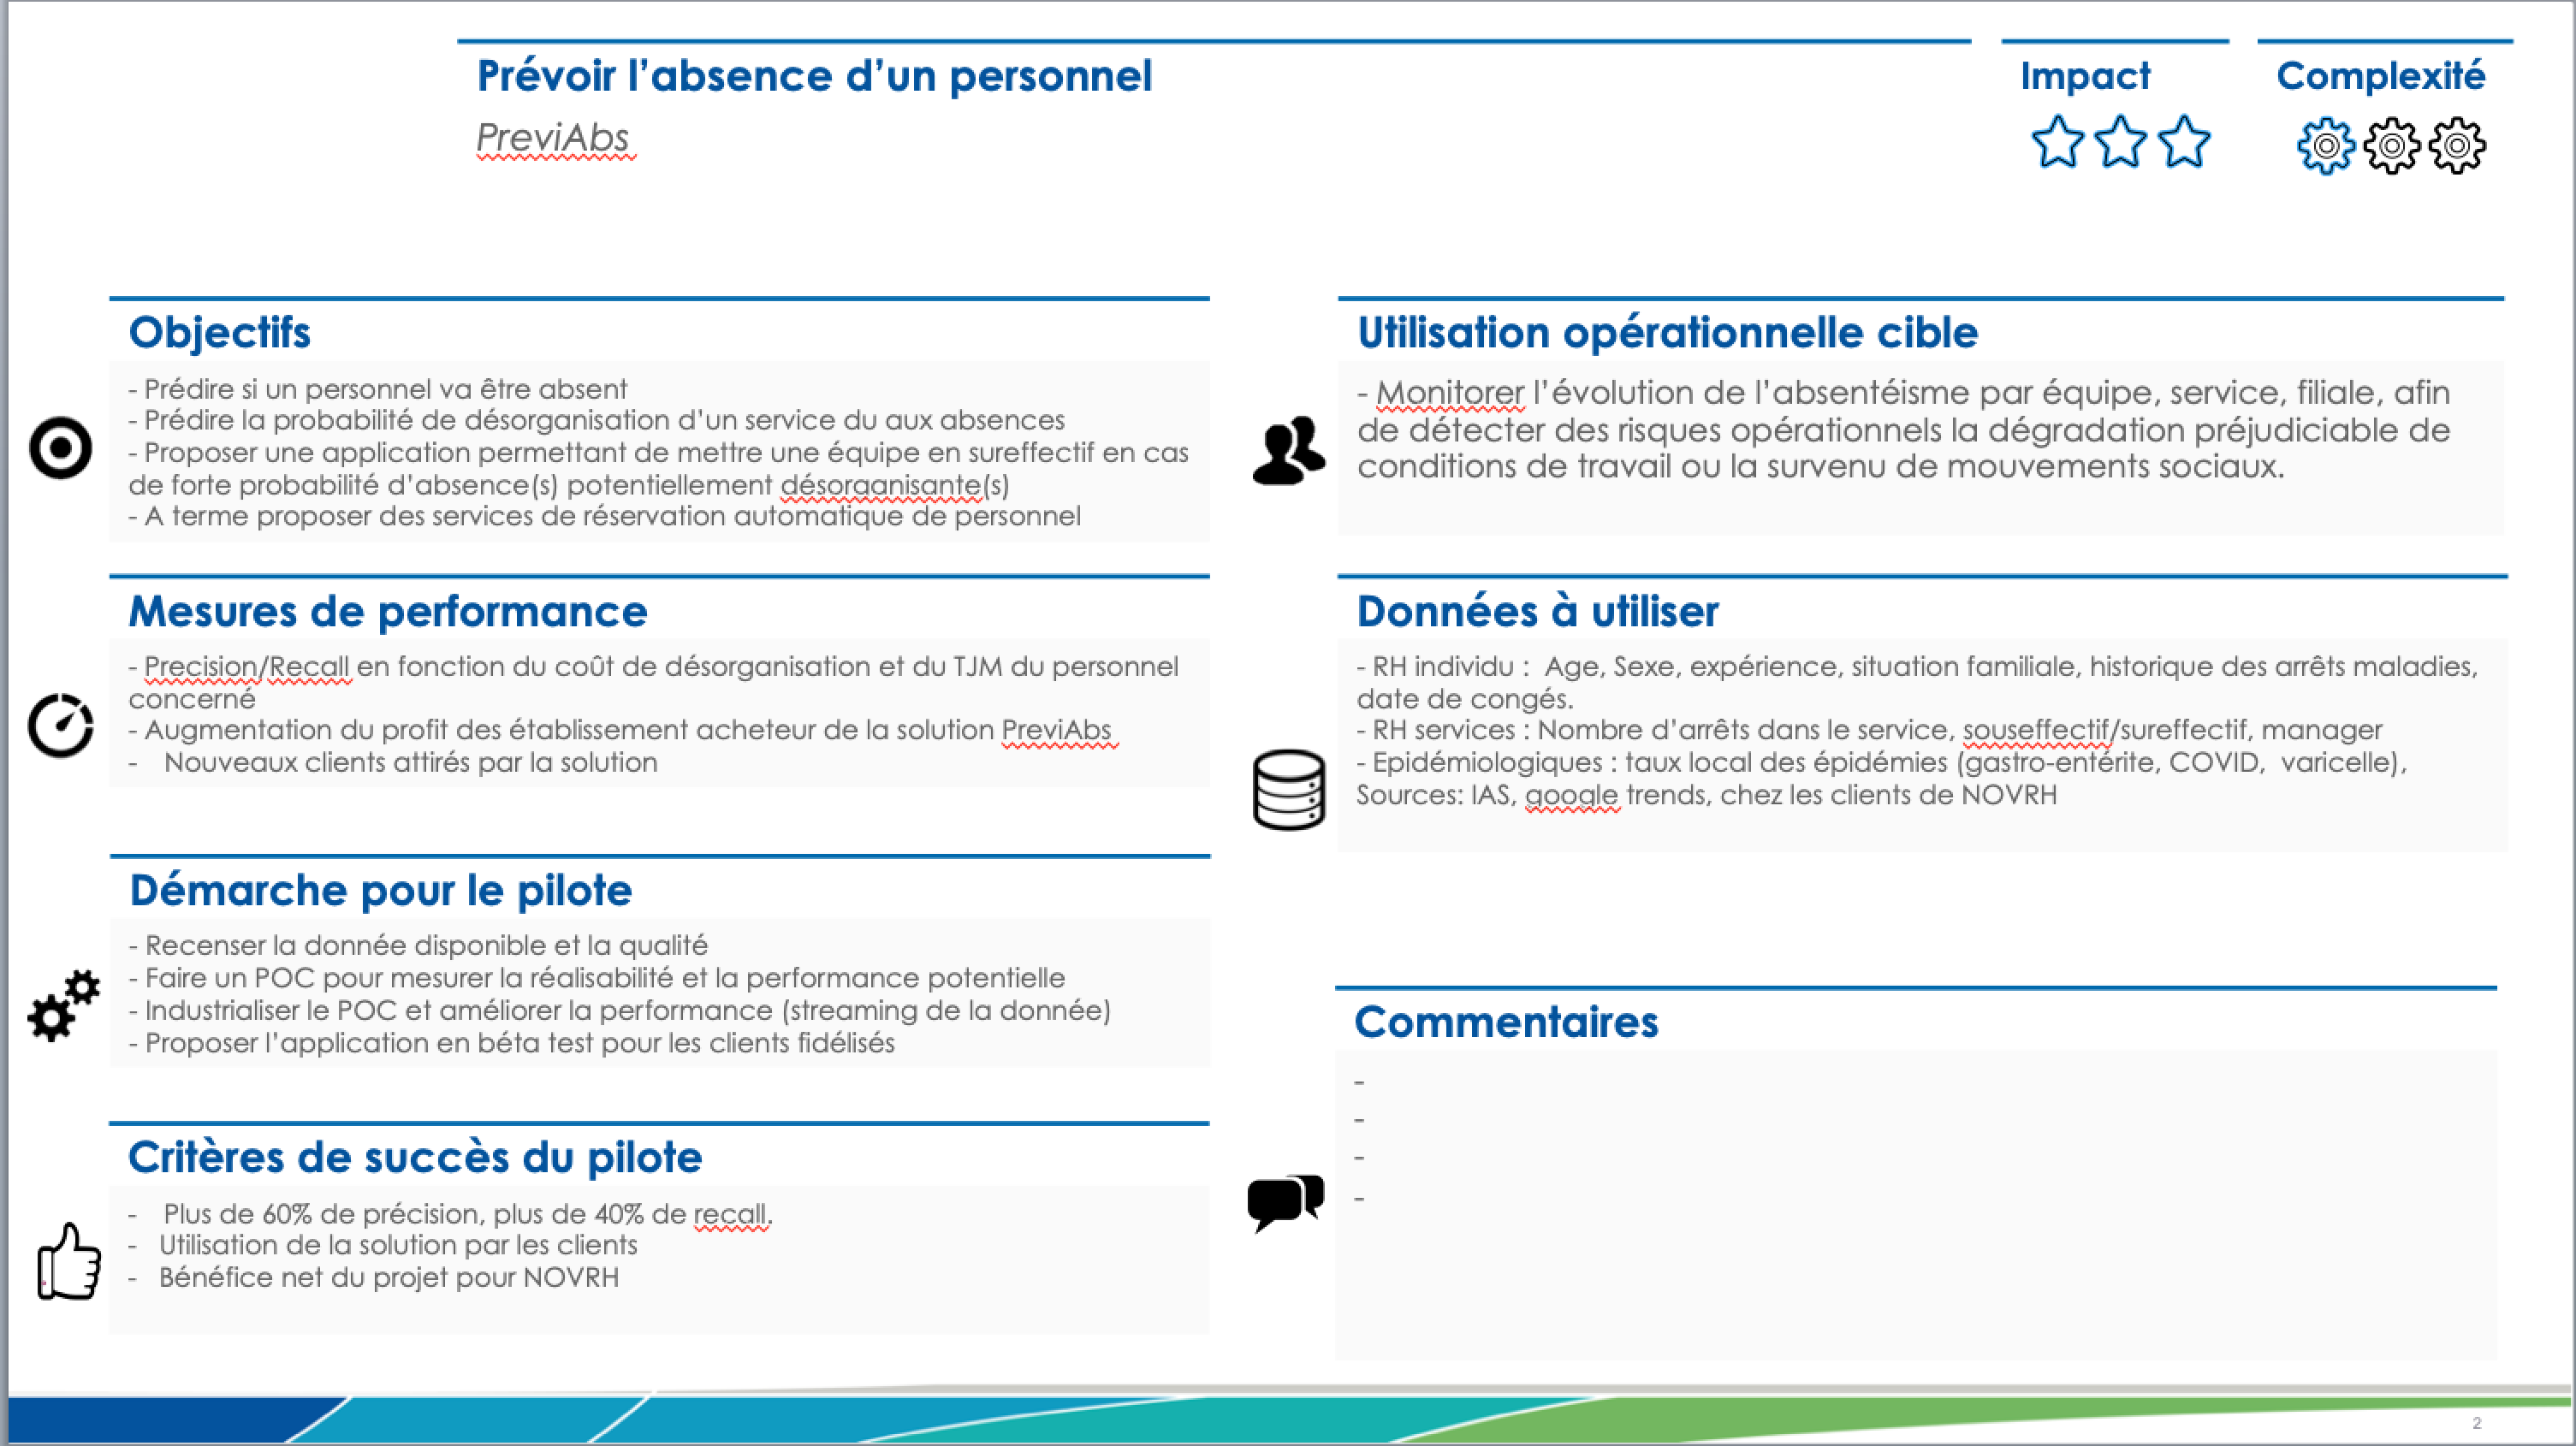 Prévoir l’absence d’un personnel
PreviAbs
Impact
Complexité
Objectifs
- Prédire si un personnel va être absent
- Prédire la probabilité de désorganisation d’un service du aux absences
- Proposer une application permettant de mettre une équipe en sureffectif en cas
de forte probabilité d’absence(s) potentiellement désorganisante(s)
- A terme proposer des services de réservation automatique de personnel
Mesures de performance
- Precision/Recall en fonction du coût de désorganisation et du TJM du personnel
concerné
- Augmentation du profit des établissement acheteur de la solution PreviAbs
- Nouveaux clients attirés par la solution
Démarche pour le pilote
- Recenser la donnée disponible et la qualité
- Faire un POC pour mesurer la réalisabilité et la performance potentielle
- Industrialiser le POC et améliorer la performance (streaming de la donnée)
- Proposer l’application en béta test pour les clients fidélisés
Critères de succès du pilote
- Plus de 60% de précision, plus de 40% de recall.
- Utilisation de la solution par les clients
- Bénéfice net du projet pour NOVRH
Utilisation opérationnelle cible
- Monitorer l’évolution de l’absentéisme par équipe, service, filiale, afin
de détecter des risques opérationnels la dégradation préjudiciable de
conditions de travail ou la survenu de mouvements sociaux.
Données à utiliser
- RH individu : Age, Sexe, expérience, situation familiale, historique des arrêts maladies,
date de congés.
- RH services : Nombre d’arrêts dans le service, souseffectif/sureffectif, manager
- Epidémiologiques : taux local des épidémies (gastro-entérite, COVID, varicelle),
Sources: IAS, google trends, chez les clients de NOVRH
Commentaires
-
-
-
-
2